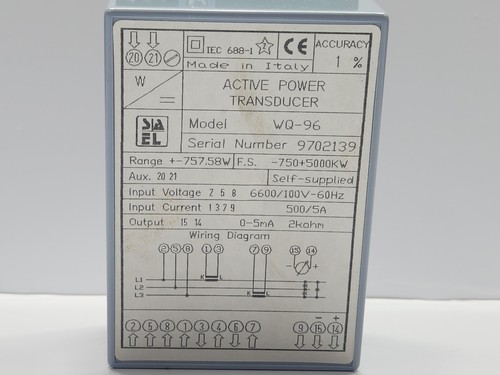 20 21
IEC 688-1 2 CE
Made in Italy
ACCURACY
1 %
W
ACTIVE POWER
TRANSDUCER
SIA
EL
Model WQ-96
Serial Number 9702139
Range +-757.58W F.S. -750+5000KW
Aux. 20 21 Self-supplied
Input Voltage 2 5 8 6600/100V-60Hz
Input Current 1 3 7 9 500/5A
Output 15 14 0-5mA 2kohm
Wiring Diagram
2 5 8 1 3 7 9 15 14
- +
K L K L
L1
L2
L3
- +
2 5 8 1 3 6 7 9 15 14